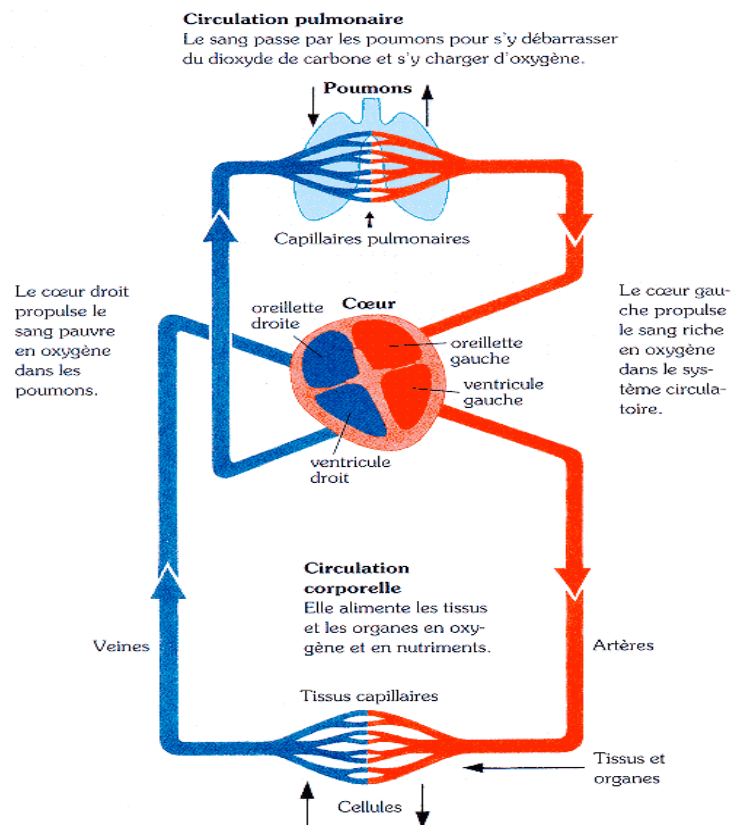 Circulation pulmonaire
Le sang passe par les poumons pour s'y débarrasser
du dioxyde de carbone et s'y charger d'oxygène.
Poumons
Capillaires pulmonaires
Le cœur droit
propulse le
sang pauvre
en oxygène
dans les
poumons.
oreillette
droite
Cœur
oreillette
gauche
ventricule
gauche
ventricule
droit
Le cœur gau-
che propulse
le sang riche
en oxygène
dans le sys-
tème circula-
toire.
Circulation
corporelle
Elle alimente les tissus
et les organes en oxy-
gène et en nutriments.
Veines
Artères
Tissus capillaires
Tissus et
organes
Cellules